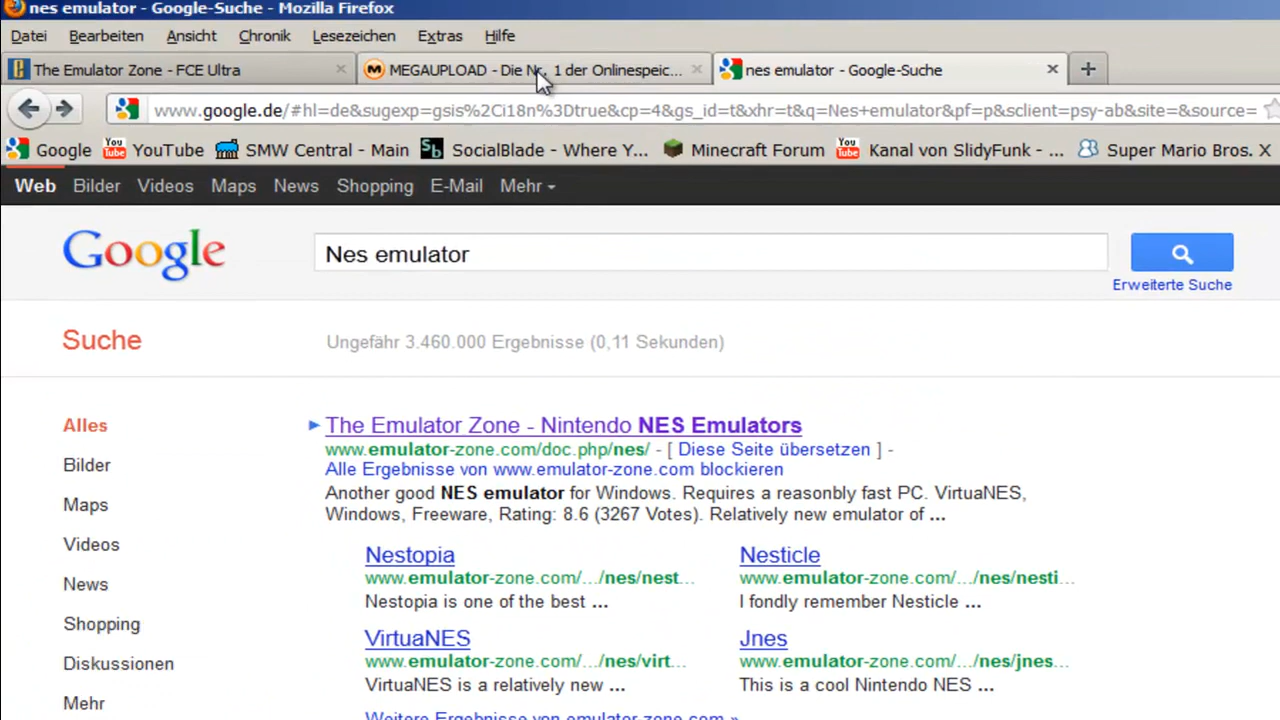 nes emulator - Google-Suche - Mozilla Firefox
Datei Bearbeiten Ansicht Chronik Lesezeichen Extras Hilfe
The Emulator Zone - FCE Ultra MEGAUPLOAD - Die Nr. 1 der Onlinespeic... nes emulator - Google-Suche
www.google.de/#hl=de&sugexp=gsis%2Ci18n%3Dtrue&cp=4&gs_id=t&xhr=t&q=Nes+emulator&pf=p&sclient=psy-ab&site=&source=
Google YouTube SMW Central - Main SocialBlade - Where Y... Minecraft Forum Kanal von SlidyFunk - ... Super Mario Bros. X
Web Bilder Videos Maps News Shopping E-Mail Mehr
Google Nes emulator
Erweiterte Suche
Suche Ungefähr 3.460.000 Ergebnisse (0,11 Sekunden)
Alles
Bilder
Maps
Videos
News
Shopping
Diskussionen
Mehr
The Emulator Zone - Nintendo NES Emulators
www.emulator-zone.com/doc.php/nes/ - [ Diese Seite übersetzen ] -
Alle Ergebnisse von www.emulator-zone.com blockieren
Another good NES emulator for Windows. Requires a reasonbly fast PC. VirtuaNES,
Windows, Freeware, Rating: 8.6 (3267 Votes). Relatively new emulator of ...
Nestopia
www.emulator-zone.com/.../nes/nest...
Nestopia is one of the best ...
Nesticle
www.emulator-zone.com/.../nes/nesti...
I fondly remember Nesticle ...
VirtuaNES
www.emulator-zone.com/.../nes/virt...
VirtuaNES is a relatively new ...
Jnes
www.emulator-zone.com/.../nes/jnes...
This is a cool Nintendo NES ...
Weitere Ergebnisse von emulator-zone.com »